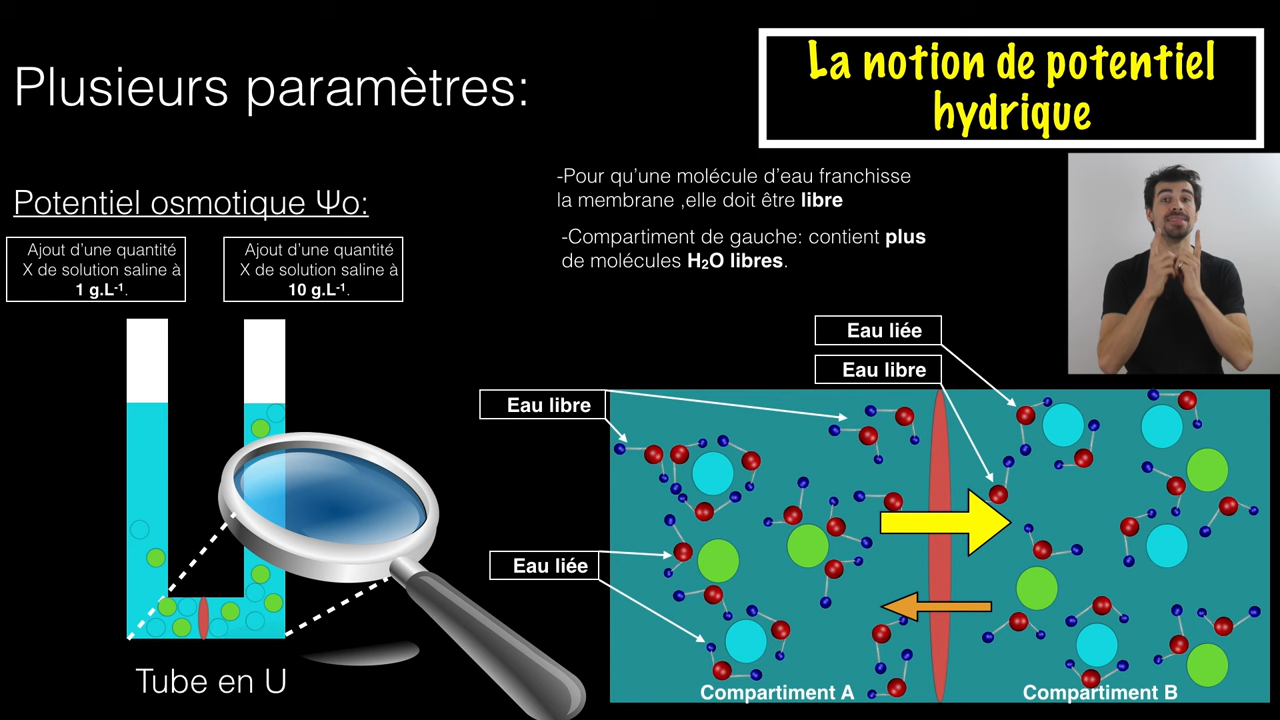 Plusieurs paramètres:
La notion de potentiel
hydrique
Potentiel osmotique Ψo:
Ajout d'une quantité
X de solution saline à
1 g.L⁻¹.
Ajout d'une quantité
X de solution saline à
10 g.L⁻¹.
-Pour qu'une molécule d'eau franchisse
la membrane ,elle doit être libre
-Compartiment de gauche: contient plus
de molécules H₂O libres.
Eau liée
Eau libre
Eau libre
Eau liée
Tube en U
Compartiment A
Compartiment B